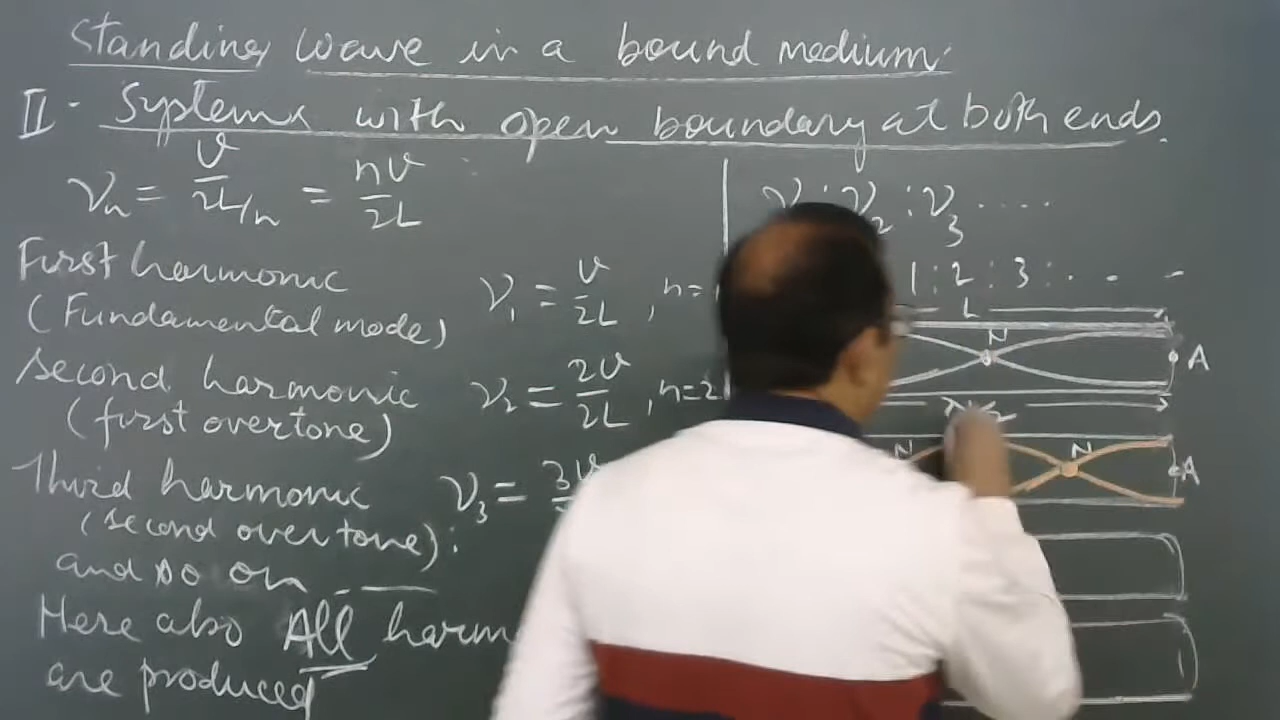 Standing wave in a bound medium.
II. Systems with open boundary at both ends.
νn = v / 2L/n = nv / 2L
First harmonic ν1 = v / 2L , n=
(Fundamental mode)
Second harmonic ν2 = 2v / 2L , n=2
(first overtone)
Third harmonic ν3 = 3v
(second overtone) :
and so on
Here also All harm
are produced
ν : ν2 : ν3 ....
1 : 2 : 3 : ...
L
N
A
N N
A